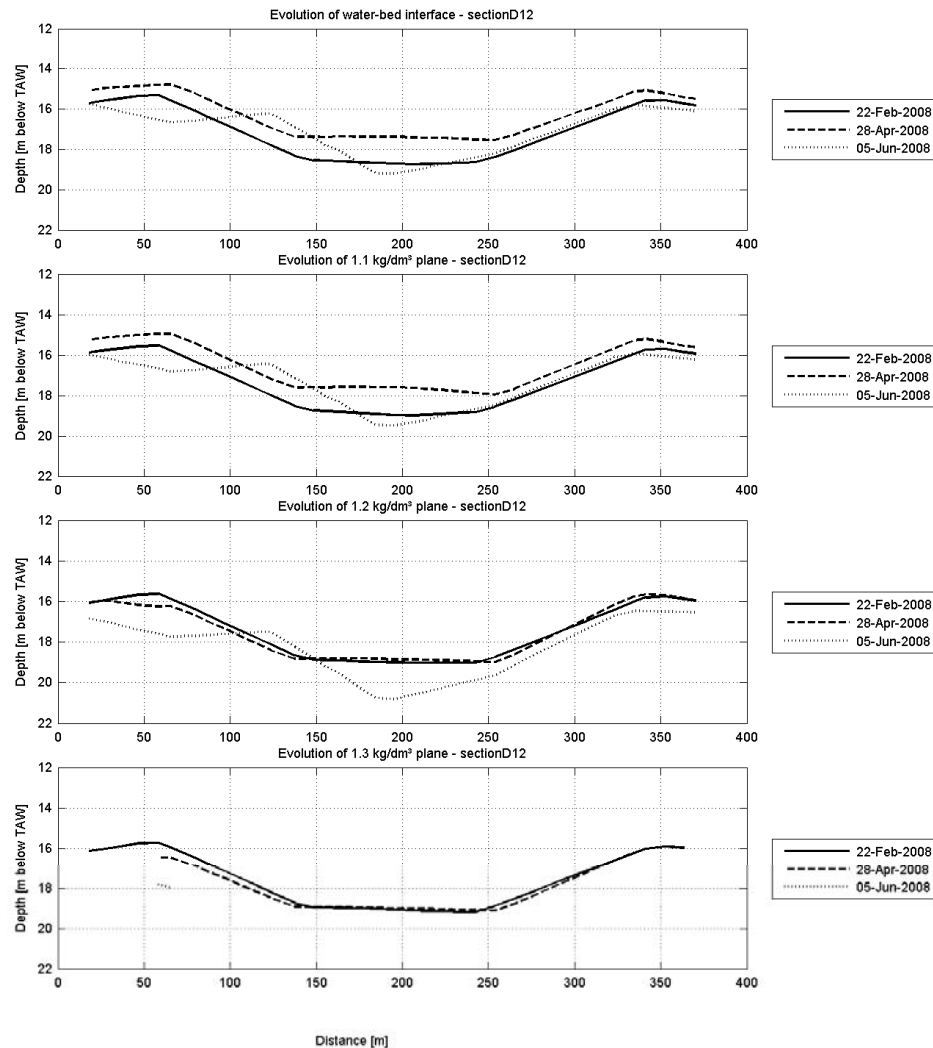 Evolution of water-bed interface - sectionD12
12
14
16
18
20
22
Depth [m below TAW]
0 50 100 150 200 250 300 350 400
22-Feb-2008
28-Apr-2008
05-Jun-2008
Evolution of 1.1 kg/dm³ plane - sectionD12
12
14
16
18
20
22
Depth [m below TAW]
0 50 100 150 200 250 300 350 400
22-Feb-2008
28-Apr-2008
05-Jun-2008
Evolution of 1.2 kg/dm³ plane - sectionD12
12
14
16
18
20
22
Depth [m below TAW]
0 50 100 150 200 250 300 350 400
22-Feb-2008
28-Apr-2008
05-Jun-2008
Evolution of 1.3 kg/dm³ plane - sectionD12
12
14
16
18
20
22
Depth [m below TAW]
0 50 100 150 200 250 300 350 400
22-Feb-2008
28-Apr-2008
05-Jun-2008
Distance [m]